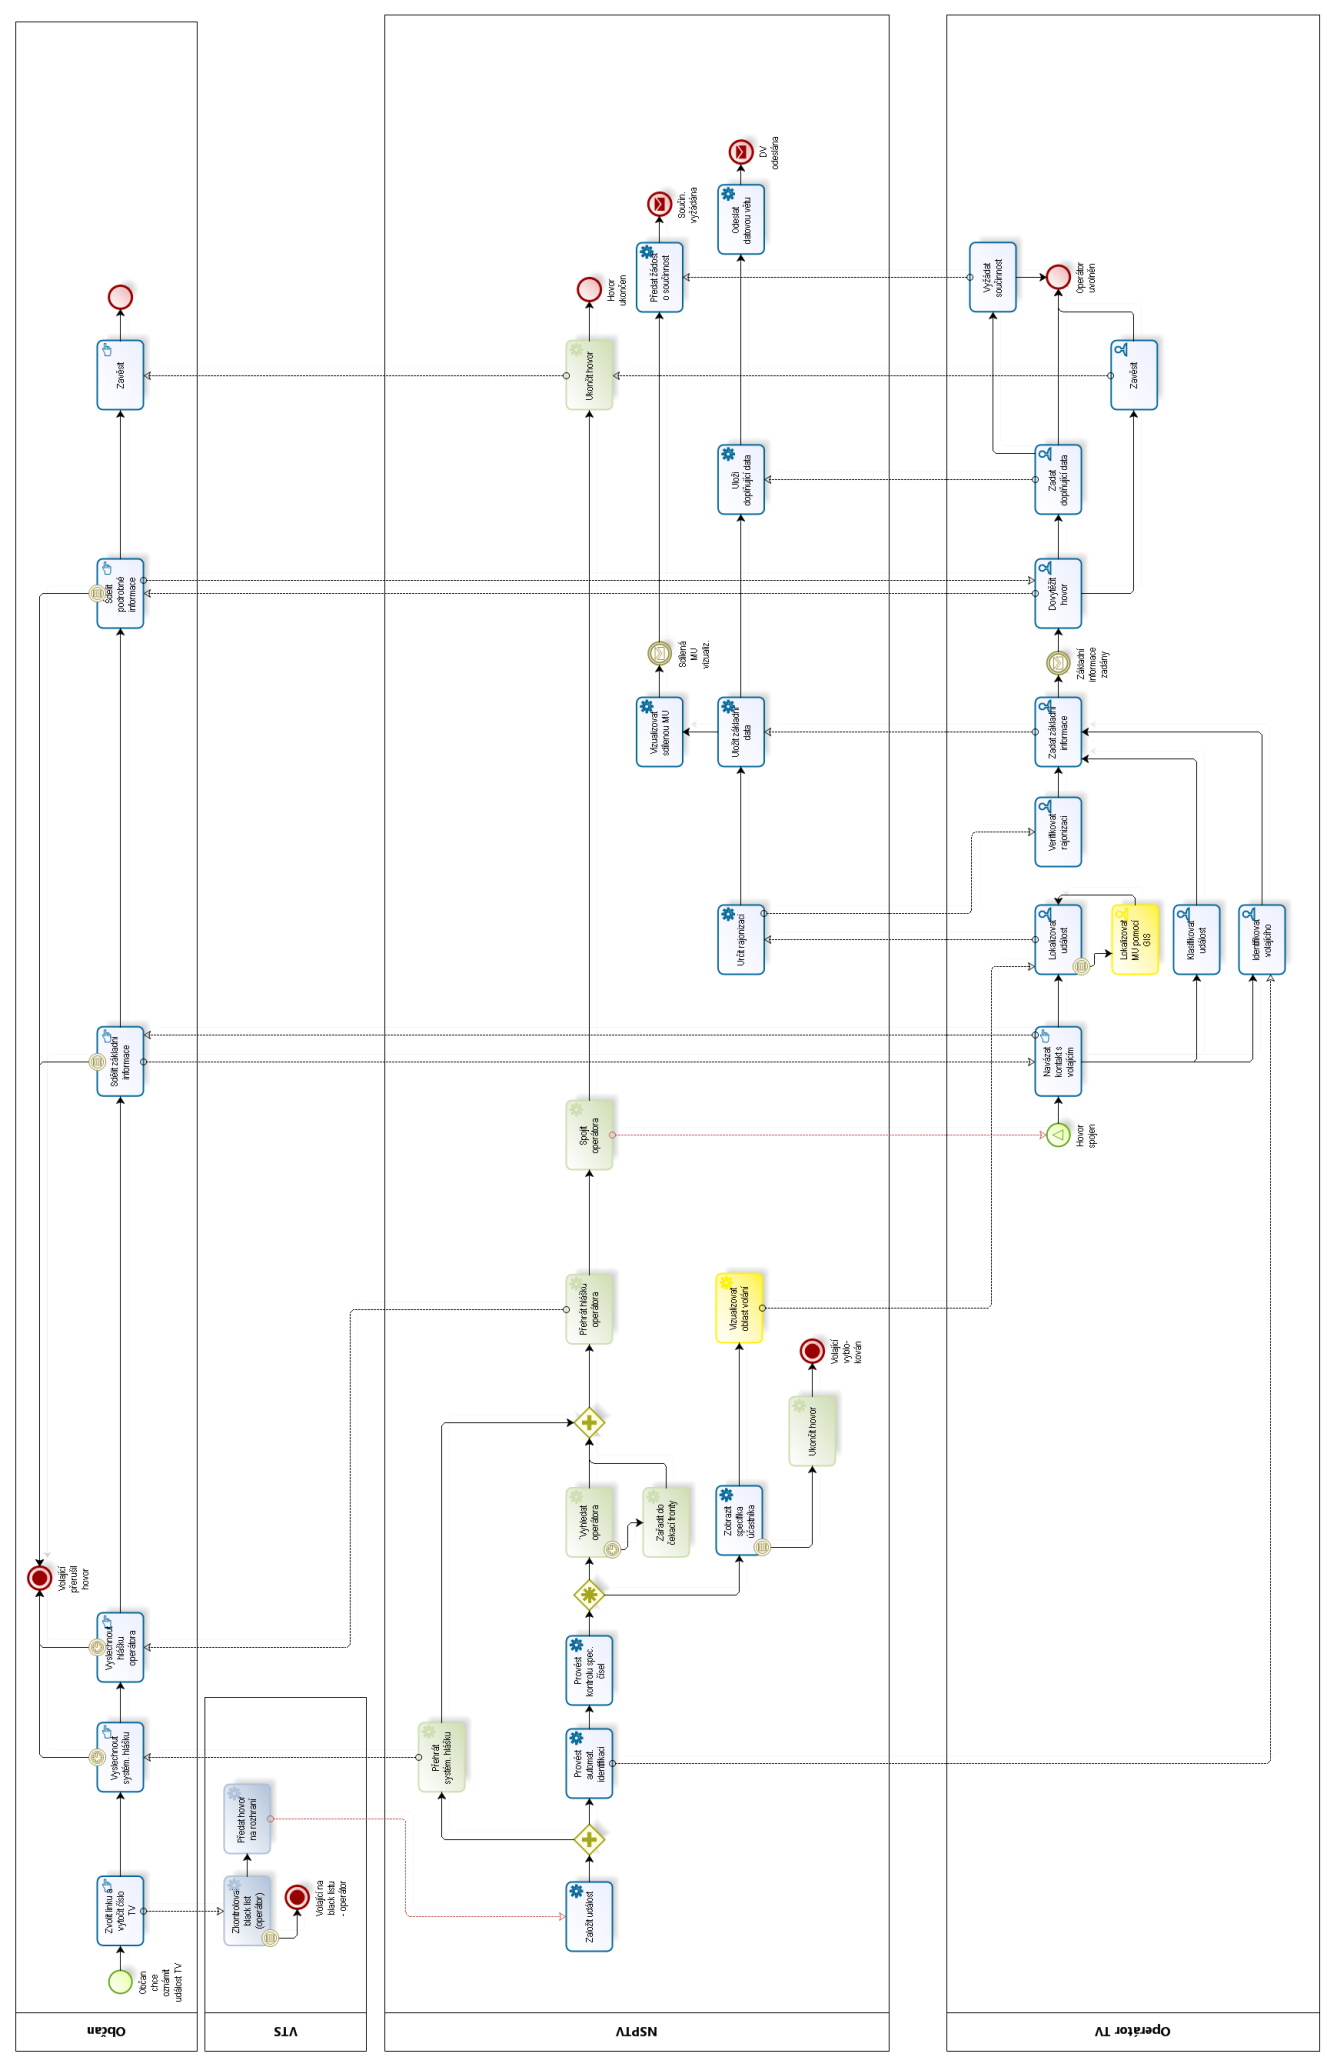 Občan
Občan
chce
oznámit
událost TV
Zvolit linku a
vytočit číslo
TV
Vyslechnout
systém. hlášku
Vyslechnout
hlášku
operátora
Volající
přerušil
hovor
Sdělit základní
informace
Sdělit
podrobné
informace
Zavěsit
VTS
Zkontrolovat
black list
(operátor)
Volající na
black listu
- operátor
Předat hovor
na rozhraní
NSPTV
Založit událost
Přehrát
systém. hlášku
Provést
automat.
identifikaci
Provést
kontrolu spec.
čísel
Vyhledat
operátora
Zařadit do
čekací fronty
Zobrazit
specifika
účastníka
Ukončit hovor
Volající
vyblo-
kován
Přehrát hlášku
operátora
Vizualizovat
oblast volání
Spojit
operátora
Určit rajonizaci
Vizualizovat
sdílenou MU
Uložit základní
data
Sdílená
MU
vizualiz.
Uloží
doplňující data
Ukončit hovor
Hovor
ukončen
Předat žádost
o součinnost
Součin.
vyžádána
Odeslat
datovou větu
DV
odeslána
Operátor TV
Hovor
spojen
Navázat
kontakt s
volajícím
Lokalizovat
událost
Lokalizovat
MU pomocí
GIS
Klasifikovat
událost
Identifikovat
volajícího
Verifikovat
rajonizaci
Zadat základní
informace
Základní
informace
zadány
Dovytěžit
hovor
Zadat
doplňující data
Zavěsit
Vyžádat
součinnost
Operátor
uvolněn